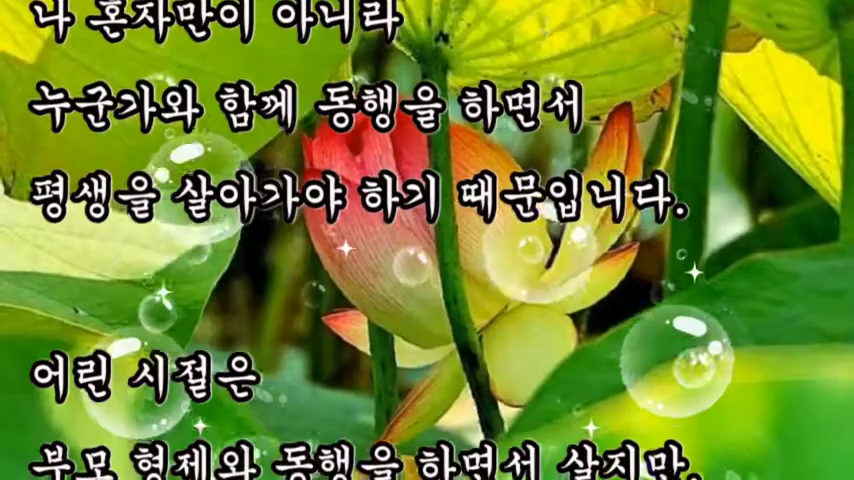 나 혼자만이 아니라
누군가와 함께 동행을 하면서
평생을 살아가야 하기 때문입니다.
어린 시절은
부모 형제와 동행을 하면서 살지만,